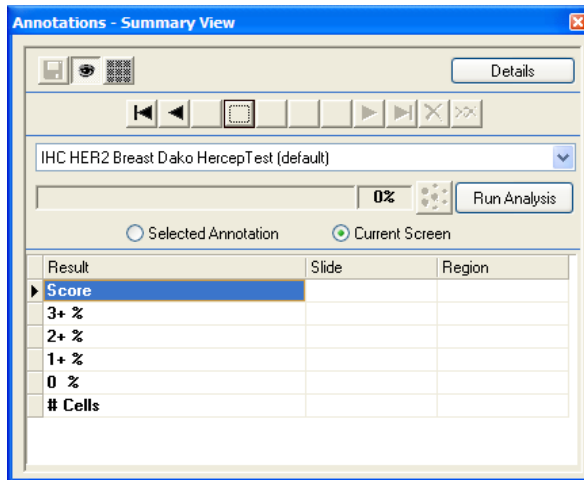 Annotations - Summary View
Details
IHC HER2 Breast Dako HercepTest (default)
0% Run Analysis
Selected Annotation Current Screen
Result Slide Region
Score
3+ %
2+ %
1+ %
0 %
# Cells